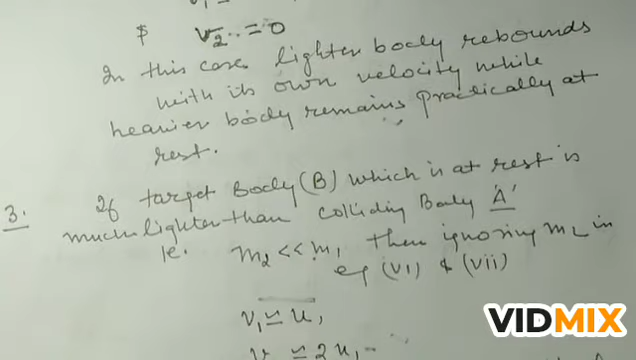 & v2 = 0
In this case lighter body rebounds
with its own velocity while
heavier body remains practically at
rest.
3. If target Body (B) which is at rest is
much lighter than colliding Body 'A'
ie. m2 << m1 then ignoring m2 in
eq (vi) & (vii)
v1 ≃ u1
v ≃ 2u1
VIDMIX